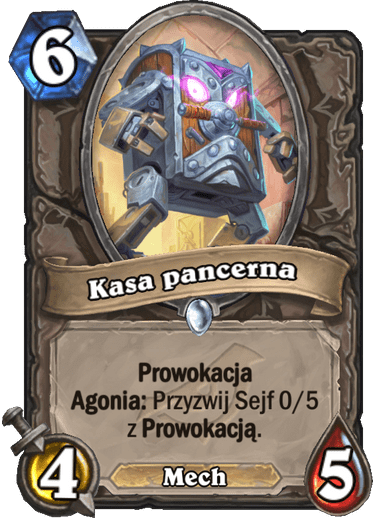 6
Kasa pancerna
Prowokacja
Agonia: Przyzwij Sejf 0/5
z Prowokacją.
4
Mech
5